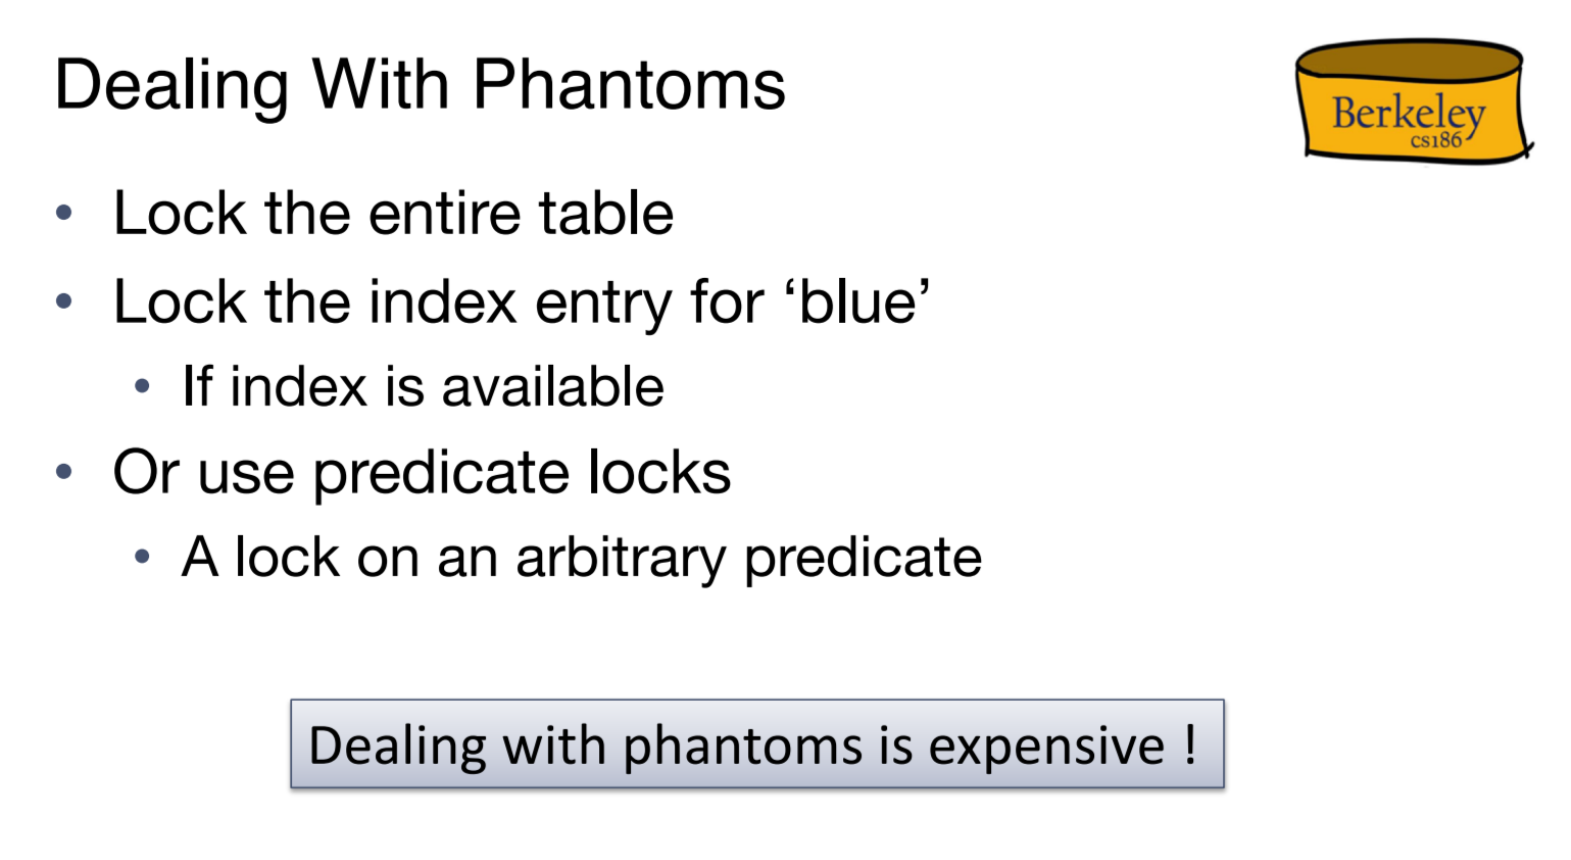 Dealing With Phantoms
Berkeley
cs186
• Lock the entire table
• Lock the index entry for ‘blue’
• If index is available
• Or use predicate locks
• A lock on an arbitrary predicate
Dealing with phantoms is expensive !